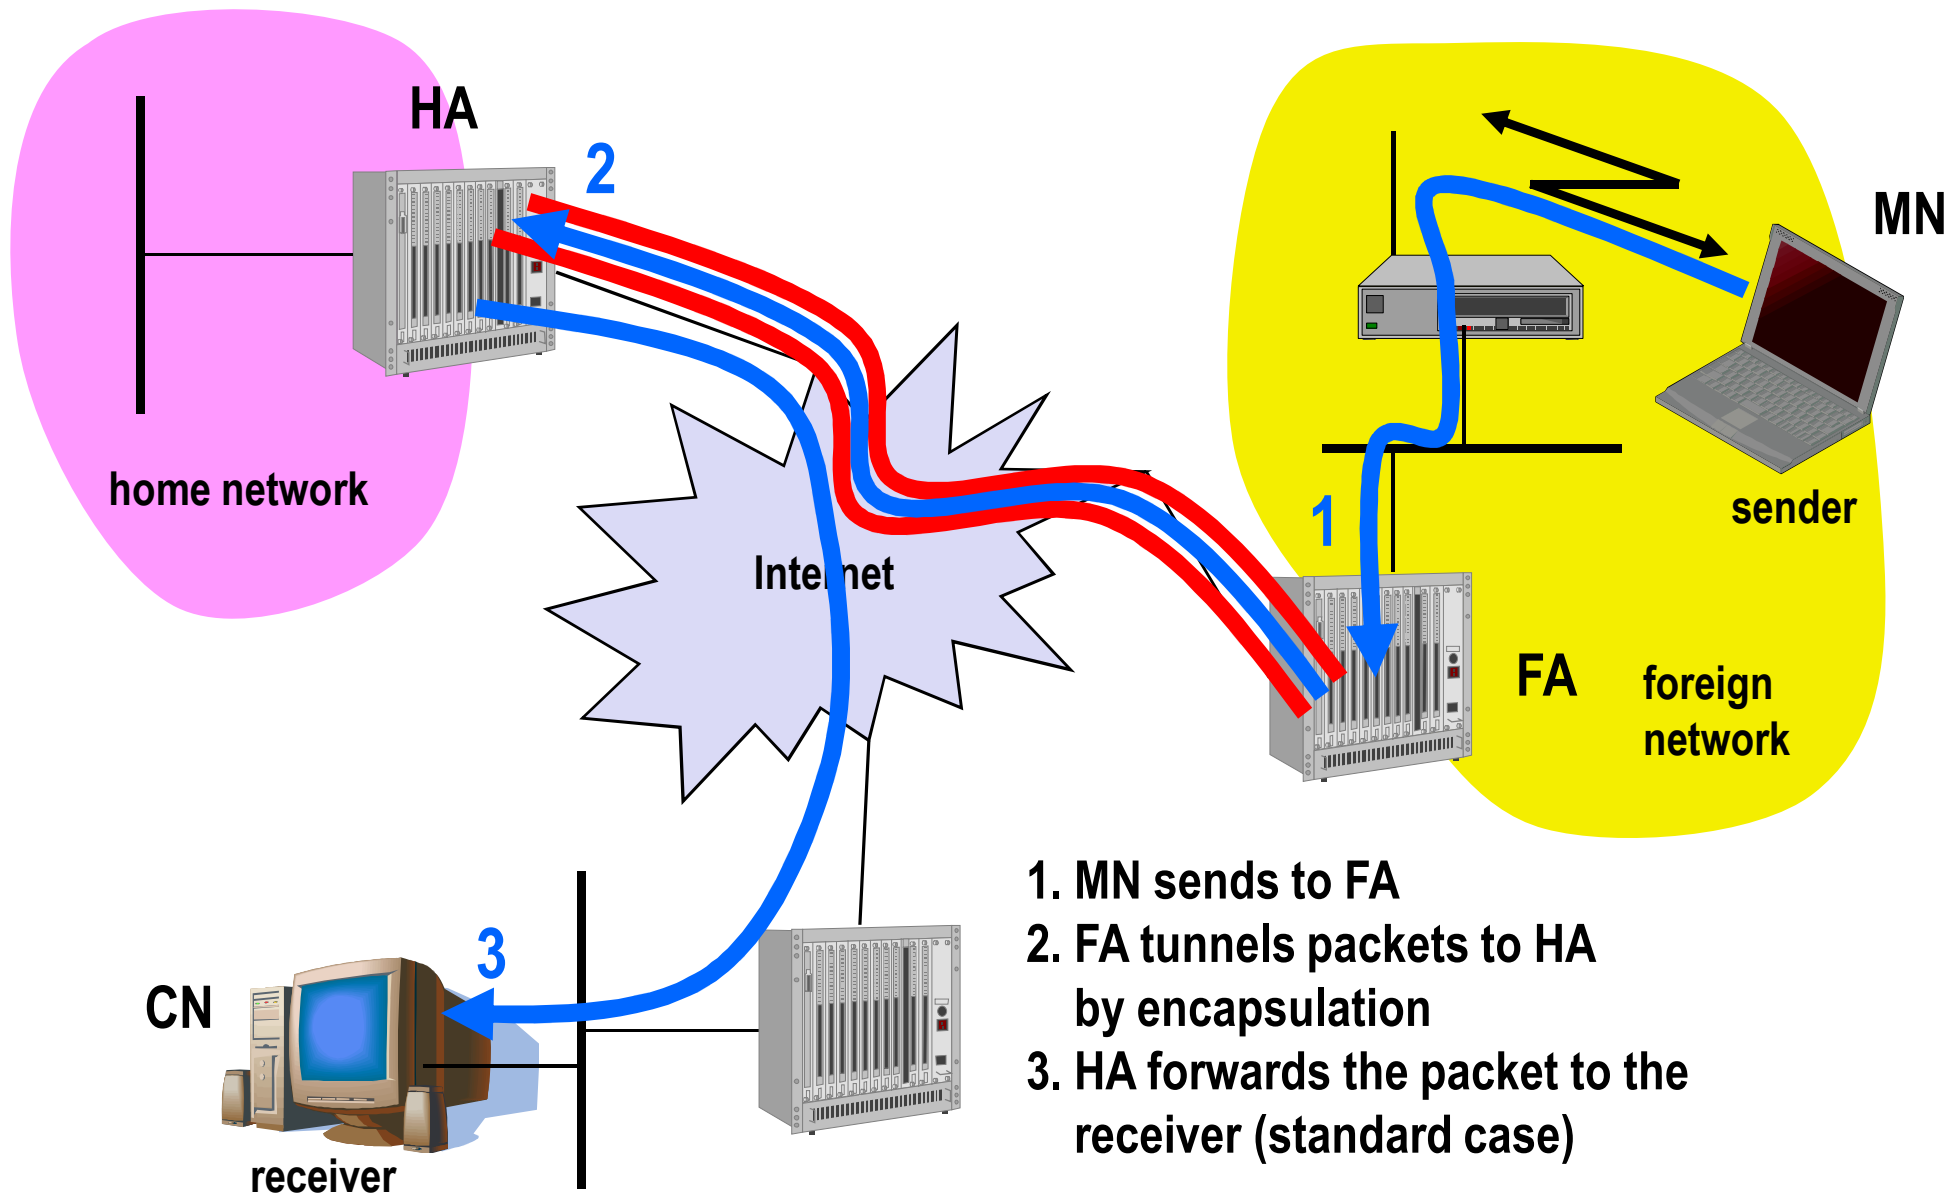 HA
2
MN
home network
sender
1
Internet
FA
foreign
network
3
CN
receiver
1. MN sends to FA
2. FA tunnels packets to HA
by encapsulation
3. HA forwards the packet to the
receiver (standard case)